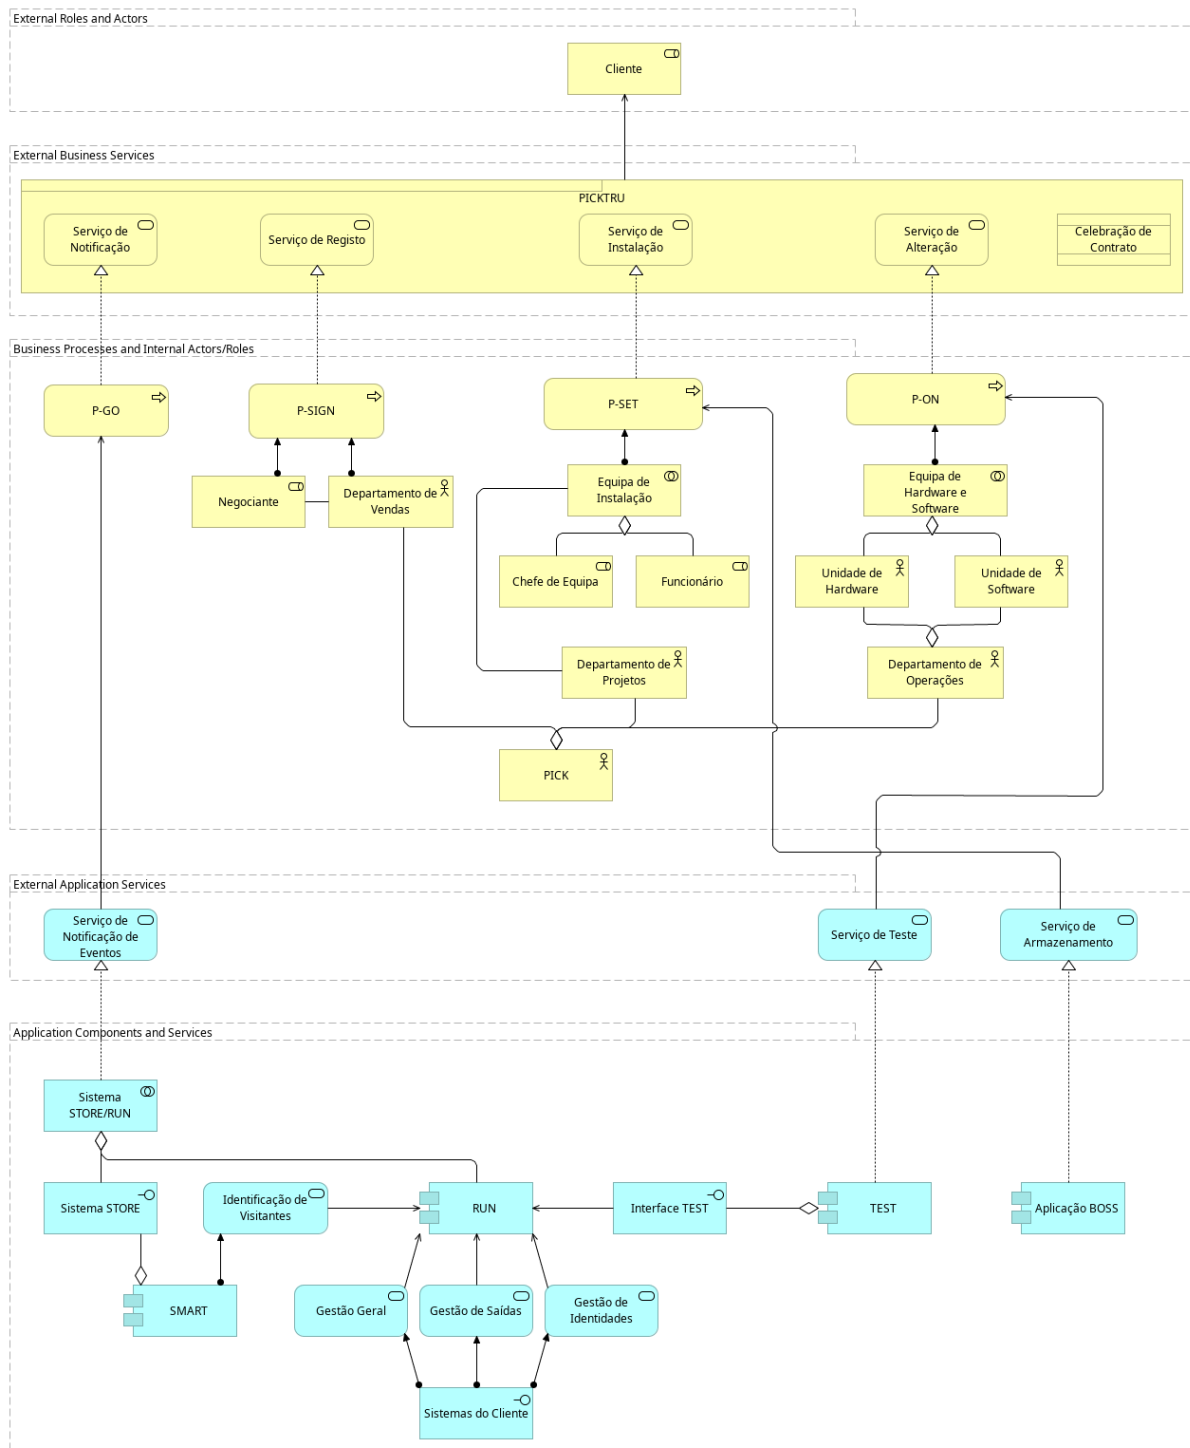 External Roles and Actors
Cliente
External Business Services
PICKTRU
Serviço de
Notificação
Serviço de Registo
Serviço de
Instalação
Serviço de
Alteração
Celebração de
Contrato
Business Processes and Internal Actors/Roles
P-GO
P-SIGN
P-SET
P-ON
Negociante
Departamento de
Vendas
Equipa de
Instalação
Equipa de
Hardware e
Software
Chefe de Equipa
Funcionário
Unidade de
Hardware
Unidade de
Software
Departamento de
Projetos
Departamento de
Operações
PICK
External Application Services
Serviço de
Notificação de
Eventos
Serviço de Teste
Serviço de
Armazenamento
Application Components and Services
Sistema
STORE/RUN
Sistema STORE
Identificação de
Visitantes
RUN
Interface TEST
TEST
Aplicação BOSS
SMART
Gestão Geral
Gestão de Saídas
Gestão de
Identidades
Sistemas do Cliente